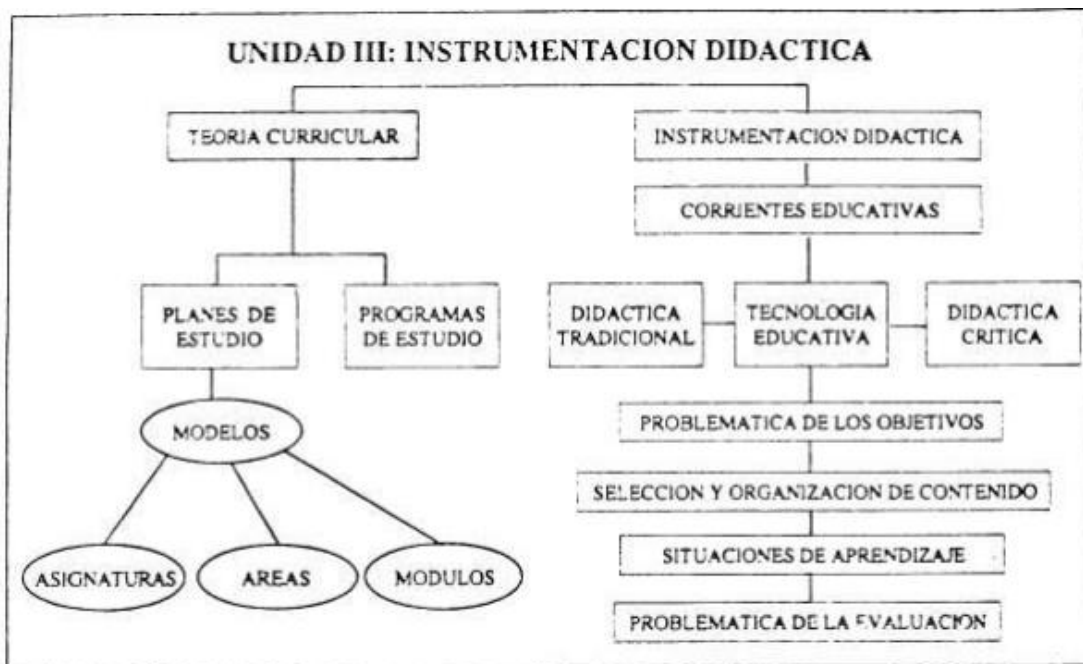 UNIDAD III: INSTRUMENTACION DIDACTICA
TEORIA CURRICULAR
INSTRUMENTACION DIDACTICA
CORRIENTES EDUCATIVAS
PLANES DE
ESTUDIO
PROGRAMAS
DE ESTUDIO
DIDACTICA
TRADICIONAL
TECNOLOGIA
EDUCATIVA
DIDACTICA
CRITICA
MODELOS
PROBLEMATICA DE LOS OBJETIVOS
SELECCION Y ORGANIZACION DE CONTENIDO
SITUACIONES DE APRENDIZAJE
ASIGNATURAS
AREAS
MODULOS
PROBLEMATICA DE LA EVALUACION